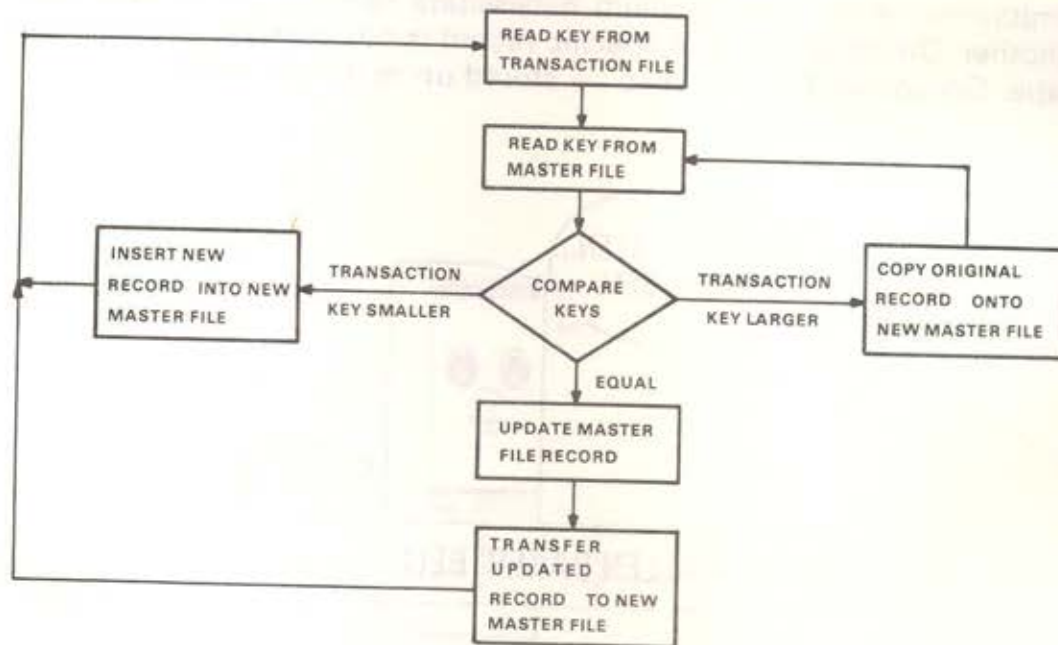 READ KEY FROM
TRANSACTION FILE
READ KEY FROM
MASTER FILE
INSERT NEW
RECORD INTO NEW
MASTER FILE
TRANSACTION
KEY SMALLER
COMPARE
KEYS
TRANSACTION
KEY LARGER
COPY ORIGINAL
RECORD ONTO
NEW MASTER FILE
EQUAL
UPDATE MASTER
FILE RECORD
TRANSFER
UPDATED
RECORD TO NEW
MASTER FILE